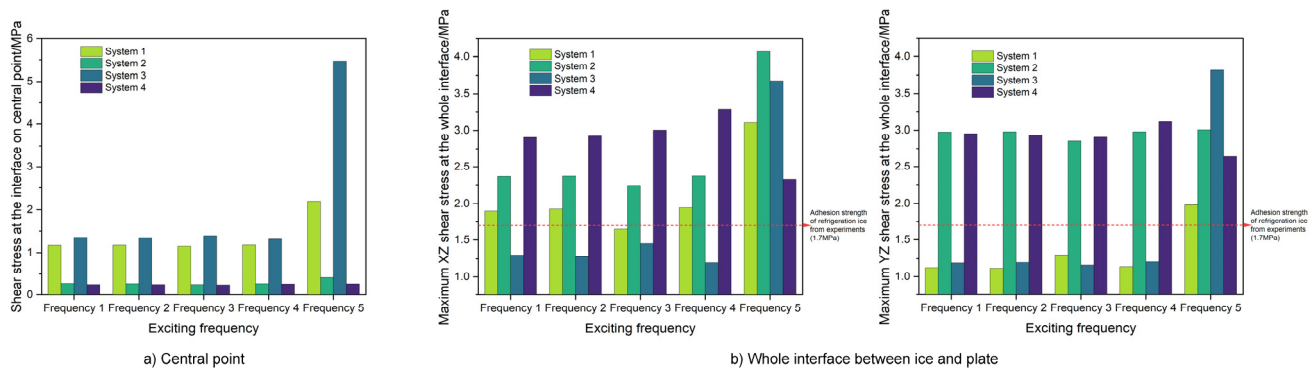 Shear stress at the interface on central point/MPa
6
5
4
3
2
1
0
System 1
System 2
System 3
System 4
Frequency 1 Frequency 2 Frequency 3 Frequency 4 Frequency 5
Exciting frequency
a) Central point
Maximum XZ shear stress at the whole interface/MPa
4.0
3.5
3.0
2.5
2.0
1.5
1.0
System 1
System 2
System 3
System 4
Adhesion strength
of refrigeration ice
from experiments
(1.7MPa)
Frequency 1 Frequency 2 Frequency 3 Frequency 4 Frequency 5
Exciting frequency
Maximum YZ shear stress at the whole interface/MPa
4.0
3.5
3.0
2.5
2.0
1.5
1.0
System 1
System 2
System 3
System 4
Adhesion strength
of refrigeration ice
from experiments
(1.7MPa)
Frequency 1 Frequency 2 Frequency 3 Frequency 4 Frequency 5
Exciting frequency
b) Whole interface between ice and plate